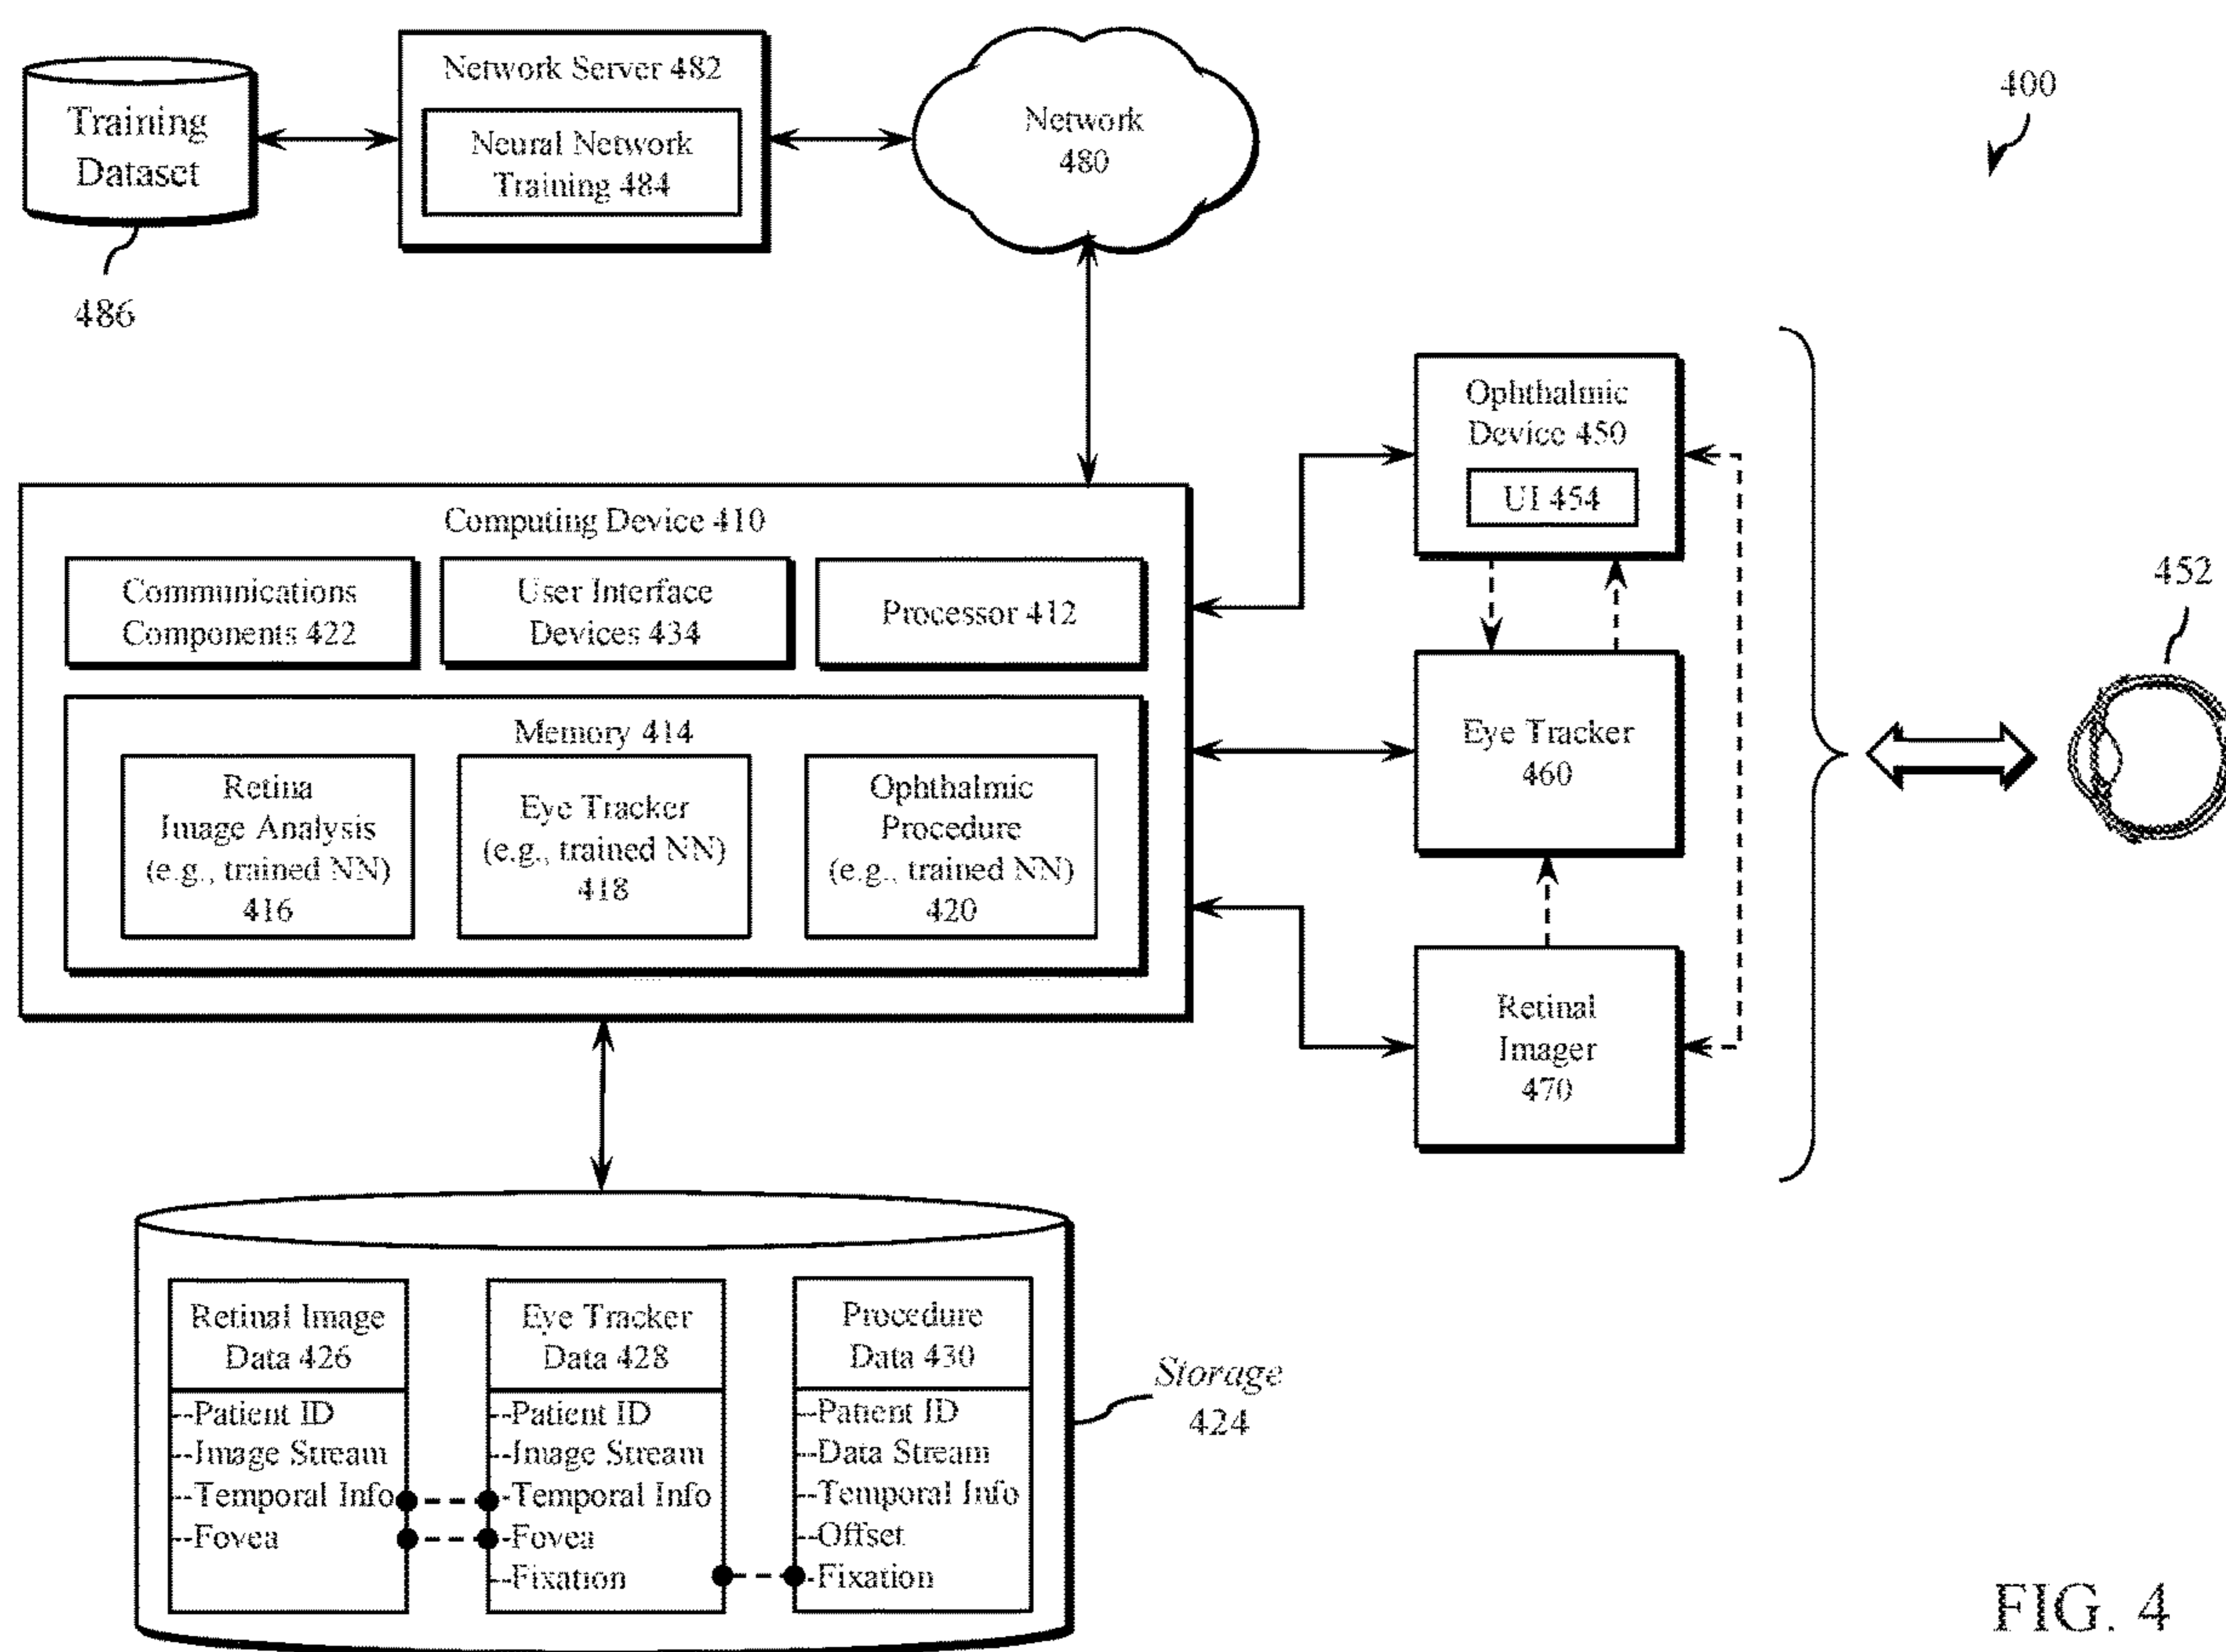 Training
Dataset
486
Network Server 482
Neural Network
Training 484
Network
480
400
Computing Device 410
Communications
Components 422
User Interface
Devices 434
Processor 412
Memory 414
Retina
Image Analysis
(e.g., trained NN)
416
Eye Tracker
(e.g., trained NN)
418
Ophthalmic
Procedure
(e.g., trained NN)
420
Ophthalmic
Device 450
UI 454
Eye Tracker
460
Retinal
Imager
470
452
Retinal Image
Data 426
Patient ID
Image Stream
Temporal Info
Fovea
Eye Tracker
Data 428
Patient ID
Image Stream
Temporal Info
Fovea
Fixation
Procedure
Data 430
Patient ID
Data Stream
Temporal Info
Offset
Fixation
Storage
424
FIG. 4